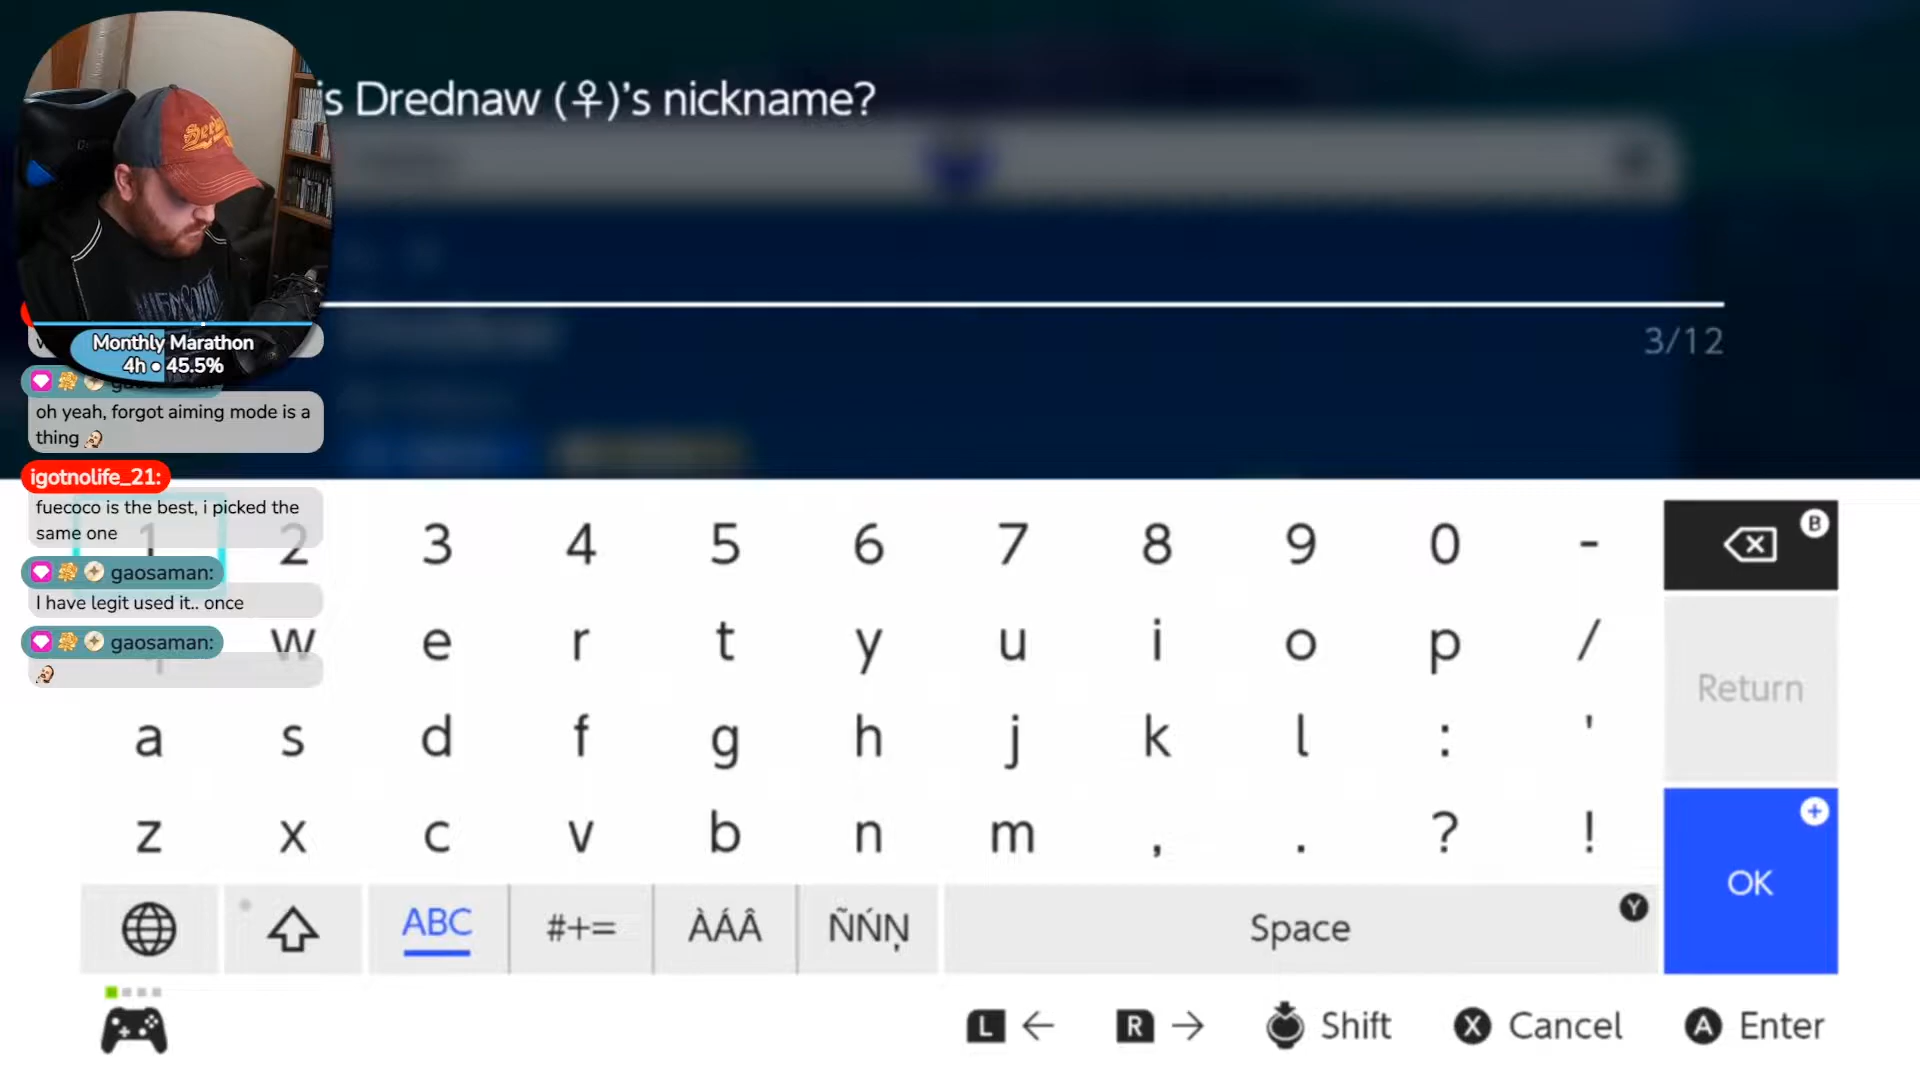 is Drednaw (♀)'s nickname?
3/12
Monthly Marathon
4h • 45.5%
oh yeah, forgot aiming mode is a
thing
igotnolife_21:
fuecoco is the best, i picked the
same one
gaosaman:
I have legit used it.. once
gaosaman:
1 2 3 4 5 6 7 8 9 0 - B
w e r t y u i o p / Return
a s d f g h j k l : '
z x c v b n m , . ? ! + OK
ABC #+= ÀÁÂ ÑŃŅ Space Y
L ← R → Shift X Cancel A Enter